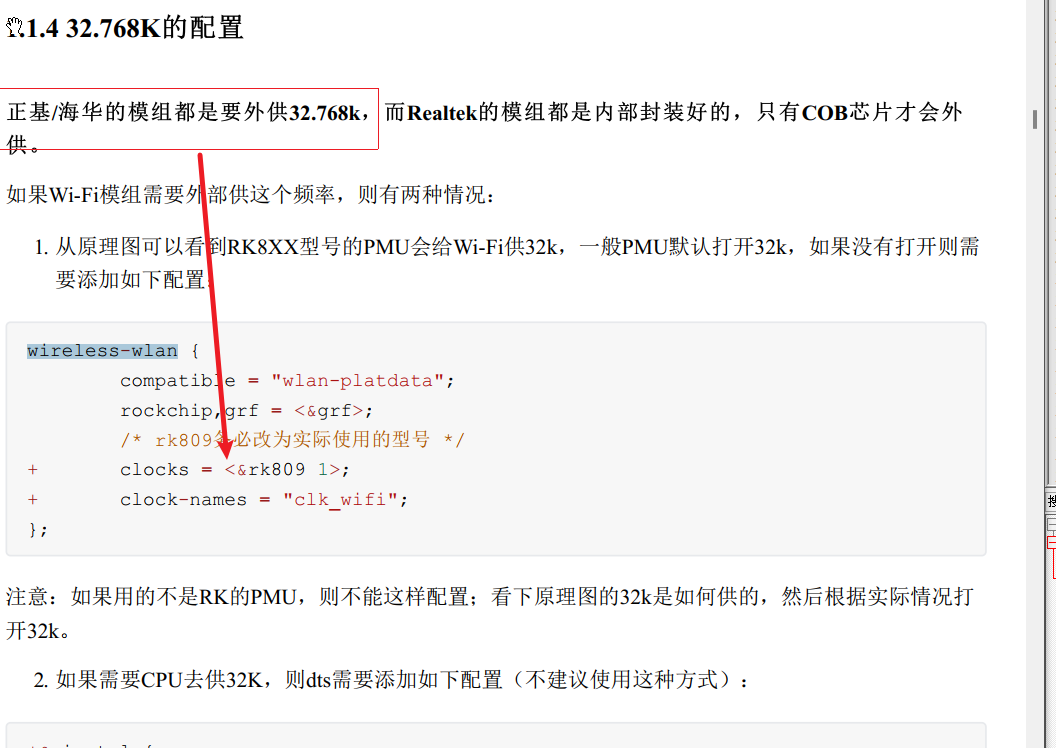 .1.4 32.768K的配置
正基/海华的模组都是要外供32.768k，而Realtek的模组都是内部封装好的，只有COB芯片才会外
供。
如果Wi-Fi模组需要外部供这个频率，则有两种情况：
1. 从原理图可以看到RK8XX型号的PMU会给Wi-Fi供32k，一般PMU默认打开32k，如果没有打开则需
要添加如下配置：
wireless-wlan {
compatible = "wlan-platdata";
rockchip,grf = <&grf>;
/* rk809务必改为实际使用的型号 */
+ clocks = <&rk809 1>;
+ clock-names = "clk_wifi";
};
注意：如果用的不是RK的PMU，则不能这样配置；看下原理图的32k是如何供的，然后根据实际情况打
开32k。
2. 如果需要CPU去供32K，则dts需要添加如下配置（不建议使用这种方式）：